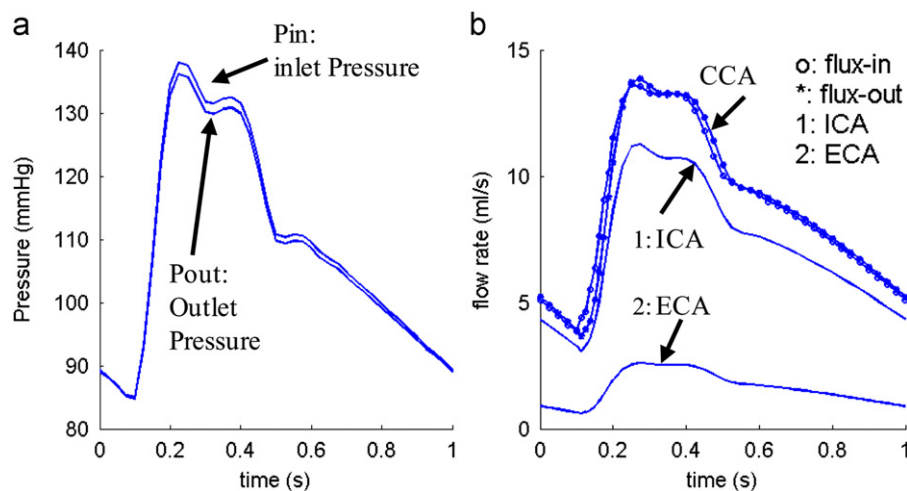 a
140
130
120
110
100
90
80
0
0.2
0.4
0.6
0.8
1
Pressure (mmHg)
time (s)
Pin:
inlet Pressure
Pout:
Outlet
Pressure
b
15
10
5
0
0
0.2
0.4
0.6
0.8
1
flow rate (ml/s)
time (s)
CCA
1:ICA
2:ECA
o: flux-in
*: flux-out
1: ICA
2: ECA